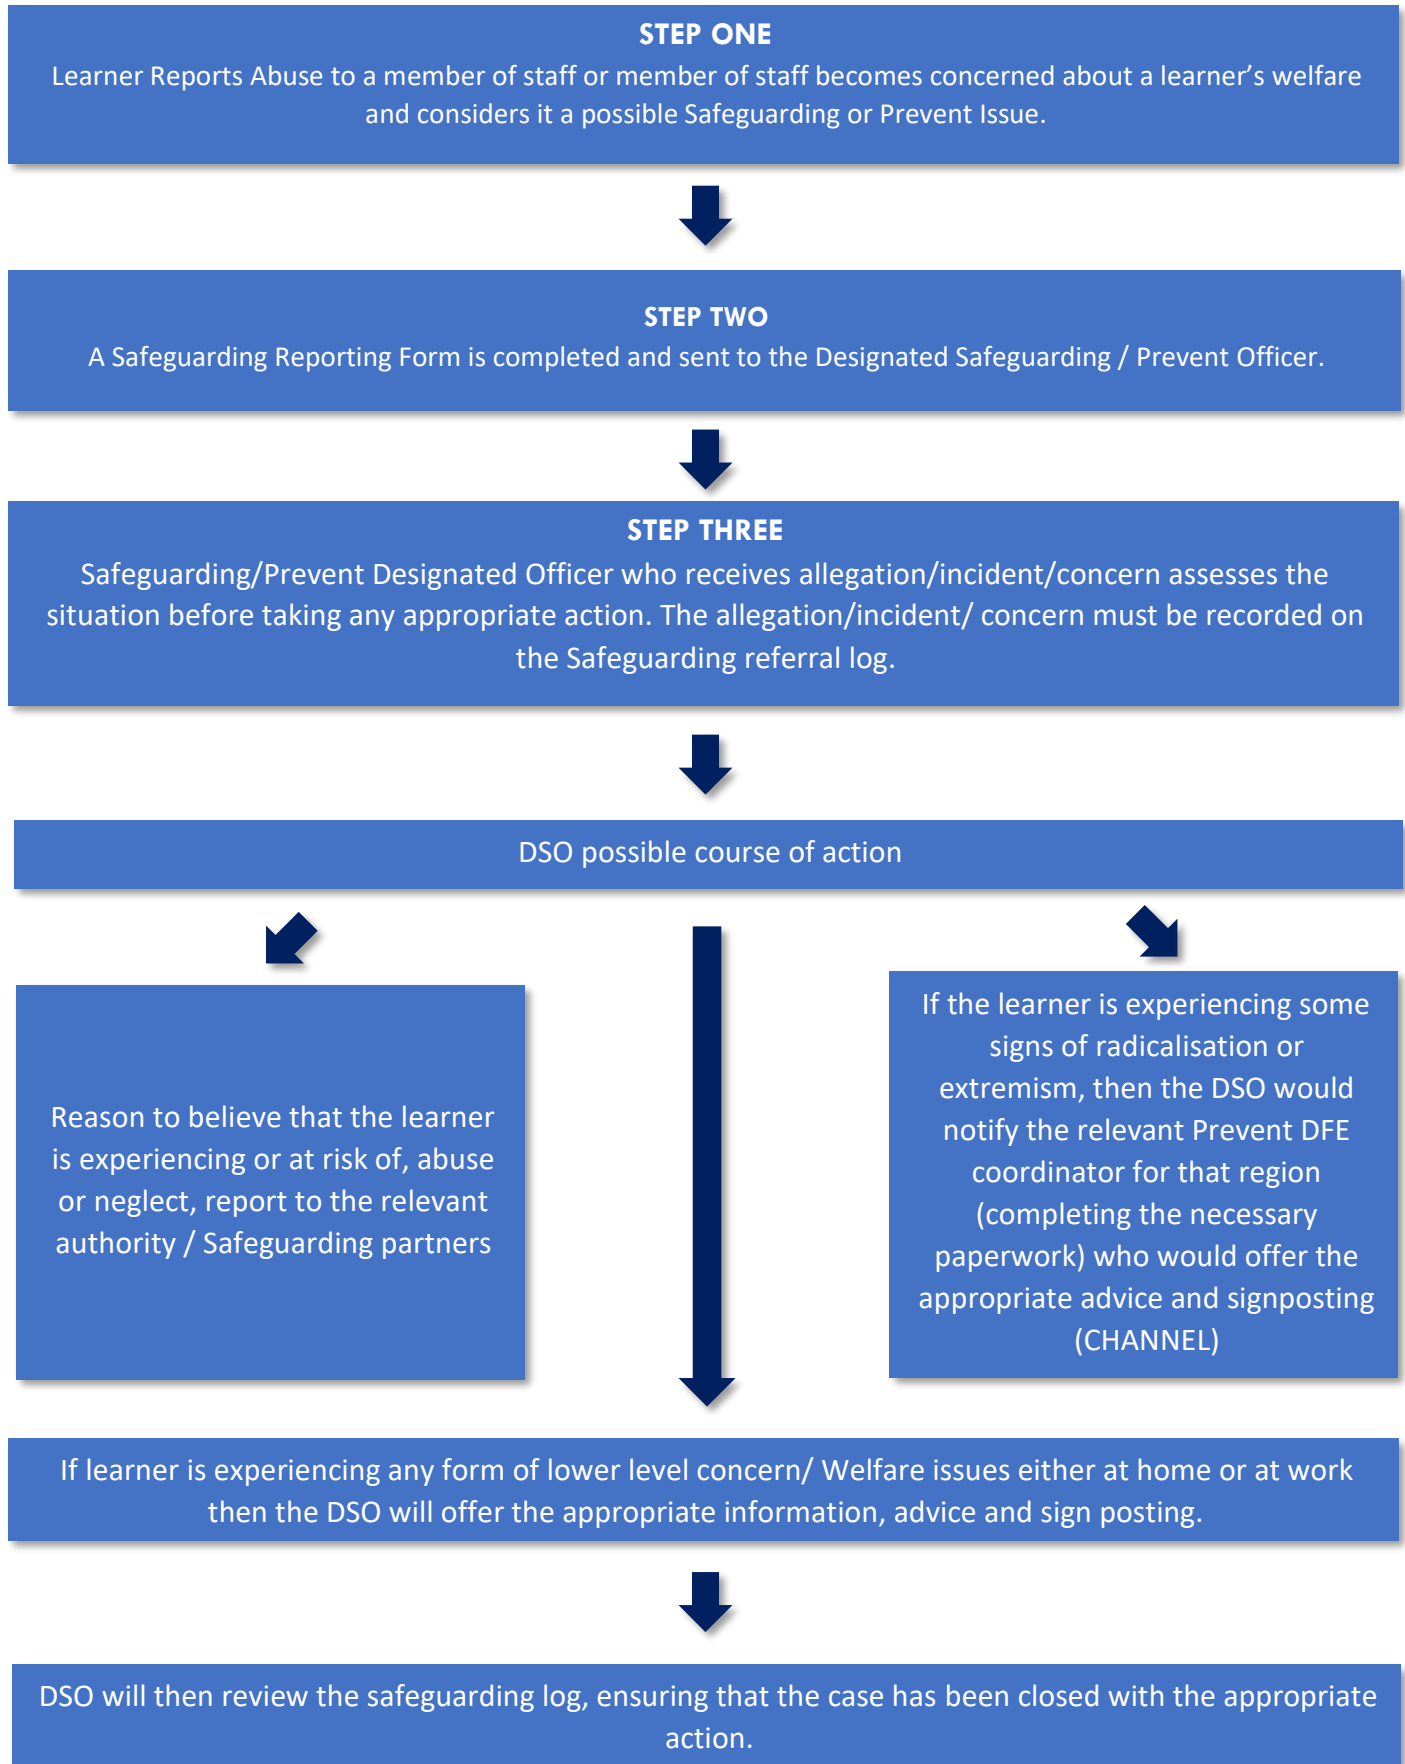 STEP ONE
Learner Reports Abuse to a member of staff or member of staff becomes concerned about a learner’s welfare
and considers it a possible Safeguarding or Prevent Issue.
STEP TWO
A Safeguarding Reporting Form is completed and sent to the Designated Safeguarding / Prevent Officer.
STEP THREE
Safeguarding/Prevent Designated Officer who receives allegation/incident/concern assesses the
situation before taking any appropriate action. The allegation/incident/ concern must be recorded on
the Safeguarding referral log.
DSO possible course of action
Reason to believe that the learner
is experiencing or at risk of, abuse
or neglect, report to the relevant
authority / Safeguarding partners
If the learner is experiencing some
signs of radicalisation or
extremism, then the DSO would
notify the relevant Prevent DFE
coordinator for that region
(completing the necessary
paperwork) who would offer the
appropriate advice and signposting
(CHANNEL)
If learner is experiencing any form of lower level concern/ Welfare issues either at home or at work
then the DSO will offer the appropriate information, advice and sign posting.
DSO will then review the safeguarding log, ensuring that the case has been closed with the appropriate
action.